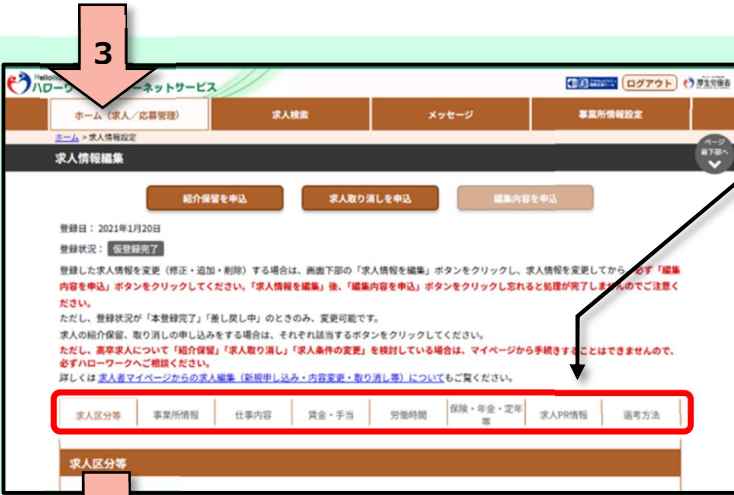 3
ネットサービス
ログアウト
厚生労働省
ホーム（求人／応募管理）
求人検索
メッセージ
事業所情報設定
ホーム > 求人情報設定
ページ
最下部へ
求人情報編集
紹介保留を申込
求人取り消しを申込
編集内容を申込
登録日： 2021年1月20日
登録状況： 仮登録完了
登録した求人情報を変更（修正・追加・削除）する場合は、画面下部の「求人情報を編集」ボタンをクリックし、求人情報を変更してから、必ず「編集
内容を申込」ボタンをクリックしてください。「求人情報を編集」後、「編集内容を申込」ボタンをクリックし忘れると処理が完了しませんのでご注意く
ださい。
ただし、登録状況が「本登録完了」「差し戻し中」のときのみ、変更可能です。
求人の紹介保留、取り消しの申し込みをする場合は、それぞれ該当するボタンをクリックしてください。
ただし、高卒求人について「紹介保留」「求人取り消し」「求人条件の変更」を検討している場合は、マイページから手続きすることはできませんので、
必ずハローワークへご相談ください。
詳しくは 求人者マイページからの求人編集（新規申し込み・内容変更・取り消し等）について もご覧ください。
求人区分等
事業所情報
仕事内容
賃金・手当
労働時間
保険・年金・定年
等
求人PR情報
選考方法
求人区分等